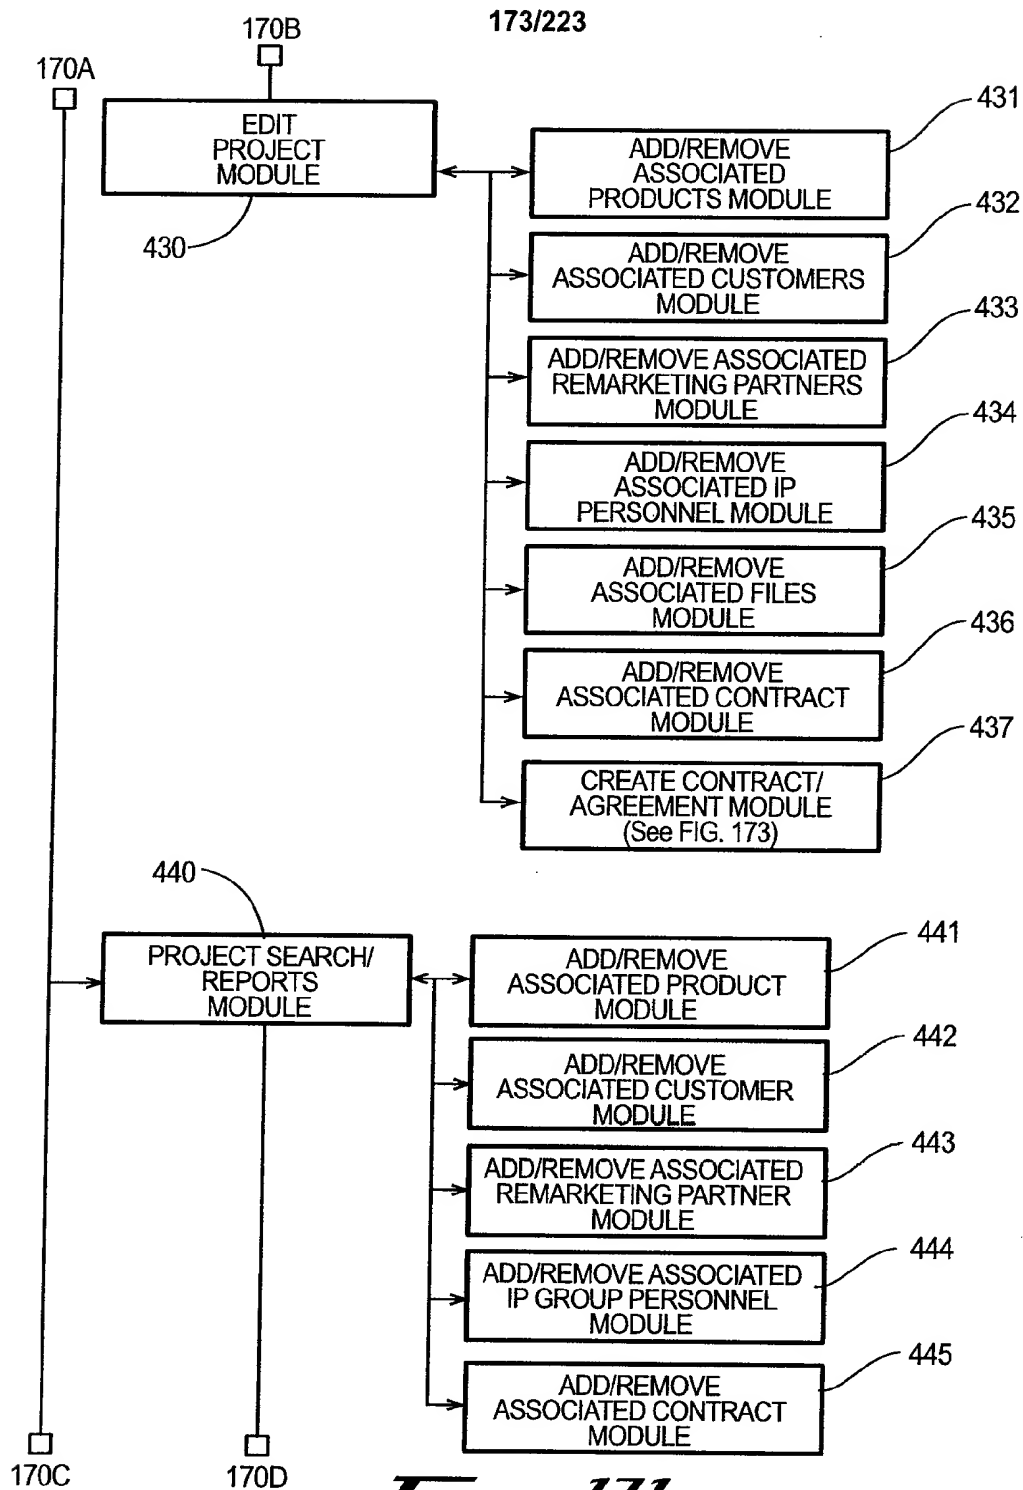 173/223
170B
170A
EDIT
PROJECT
MODULE
430
ADD/REMOVE
ASSOCIATED
PRODUCTS MODULE
431
ADD/REMOVE
ASSOCIATED CUSTOMERS
MODULE
432
ADD/REMOVE ASSOCIATED
REMARKETING PARTNERS
MODULE
433
ADD/REMOVE
ASSOCIATED IP
PERSONNEL MODULE
434
ADD/REMOVE
ASSOCIATED FILES
MODULE
435
ADD/REMOVE
ASSOCIATED CONTRACT
MODULE
436
CREATE CONTRACT/
AGREEMENT MODULE
(See FIG. 173)
437
440
PROJECT SEARCH/
REPORTS
MODULE
ADD/REMOVE
ASSOCIATED PRODUCT
MODULE
441
ADD/REMOVE
ASSOCIATED CUSTOMER
MODULE
442
ADD/REMOVE ASSOCIATED
REMARKETING PARTNER
MODULE
443
ADD/REMOVE ASSOCIATED
IP GROUP PERSONNEL
MODULE
444
ADD/REMOVE
ASSOCIATED CONTRACT
MODULE
445
170C
170D
171